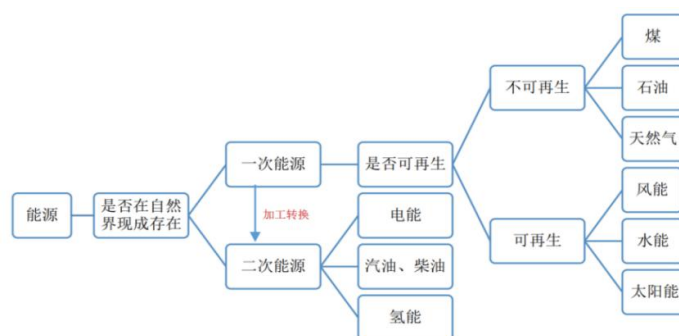 能源
是否在自然
界现成存在
一次能源
加工转换
二次能源
是否可再生
电能
汽油、柴油
氢能
不可再生
可再生
煤
石油
天然气
风能
水能
太阳能